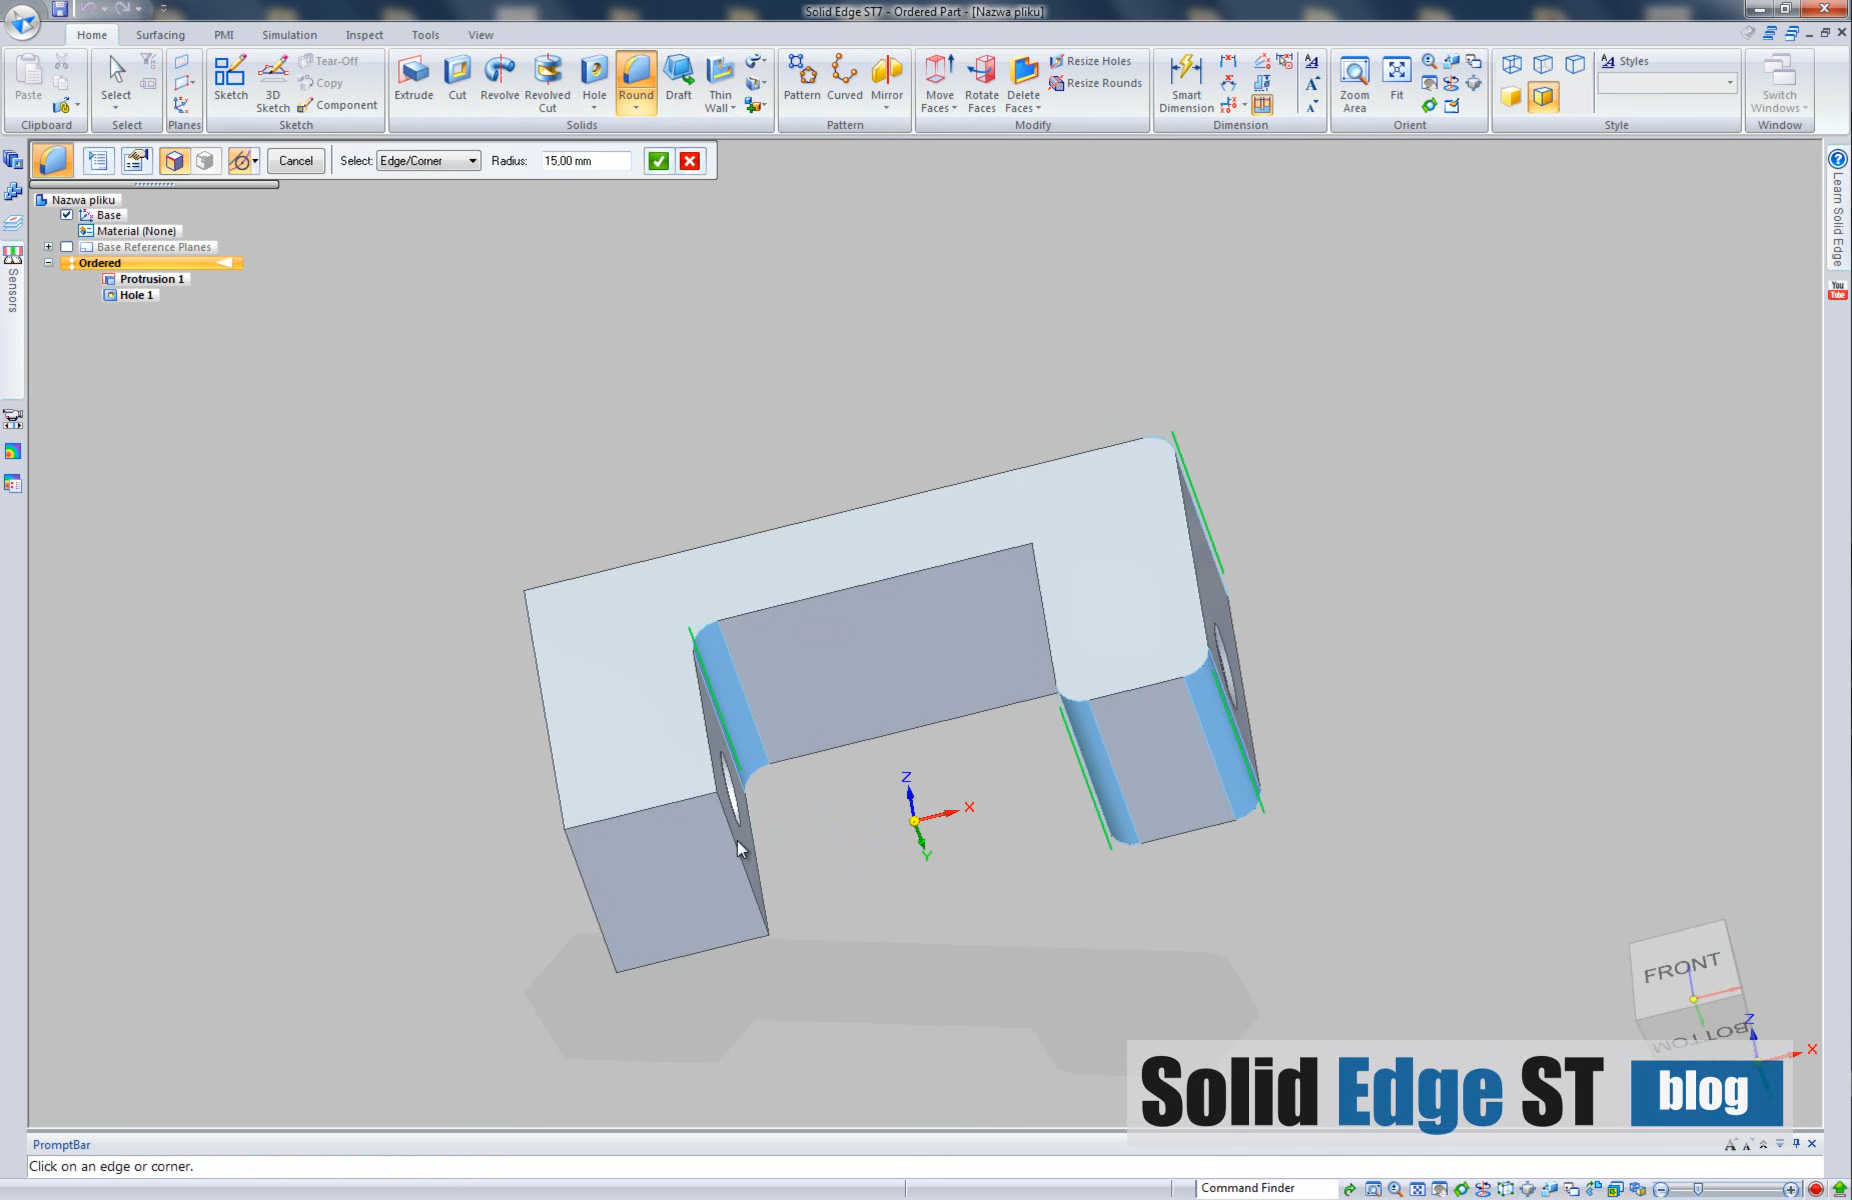 Solid Edge ST7 - Ordered Part - [Nazwa pliku]
Home Surfacing PMI Simulation Inspect Tools View
Paste Select Sketch 3D Sketch Tear-Off Copy Component Extrude Cut Revolve Revolved Cut Hole Round Draft Thin Wall Pattern Curved Mirror Move Faces Rotate Faces Delete Faces Resize Holes Resize Rounds Smart Dimension Zoom Area Fit Styles Switch Windows
Clipboard Select Planes Sketch Solids Pattern Modify Dimension Orient Style Window
Cancel Select: Edge/Corner Radius: 15,00 mm
Nazwa pliku
Base
Material (None)
Base Reference Planes
Ordered
Protrusion 1
Hole 1
Sensors
Learn Solid Edge
You Tube
Z
X
Y
FRONT
BOTTOM
Z
X
Solid Edge ST blog
PromptBar
Click on an edge or corner.
Command Finder